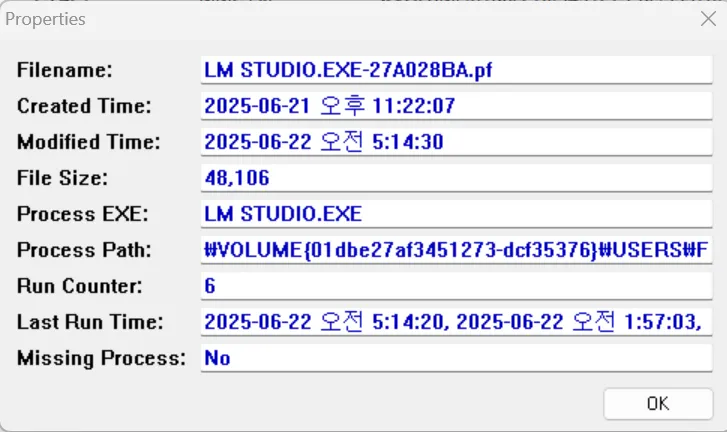 Properties
Filename: LM STUDIO.EXE-27A028BA.pf
Created Time: 2025-06-21 오후 11:22:07
Modified Time: 2025-06-22 오전 5:14:30
File Size: 48,106
Process EXE: LM STUDIO.EXE
Process Path: ₩VOLUME{01dbe27af3451273-dcf35376}₩USERS₩F
Run Counter: 6
Last Run Time: 2025-06-22 오전 5:14:20, 2025-06-22 오전 1:57:03,
Missing Process: No
OK